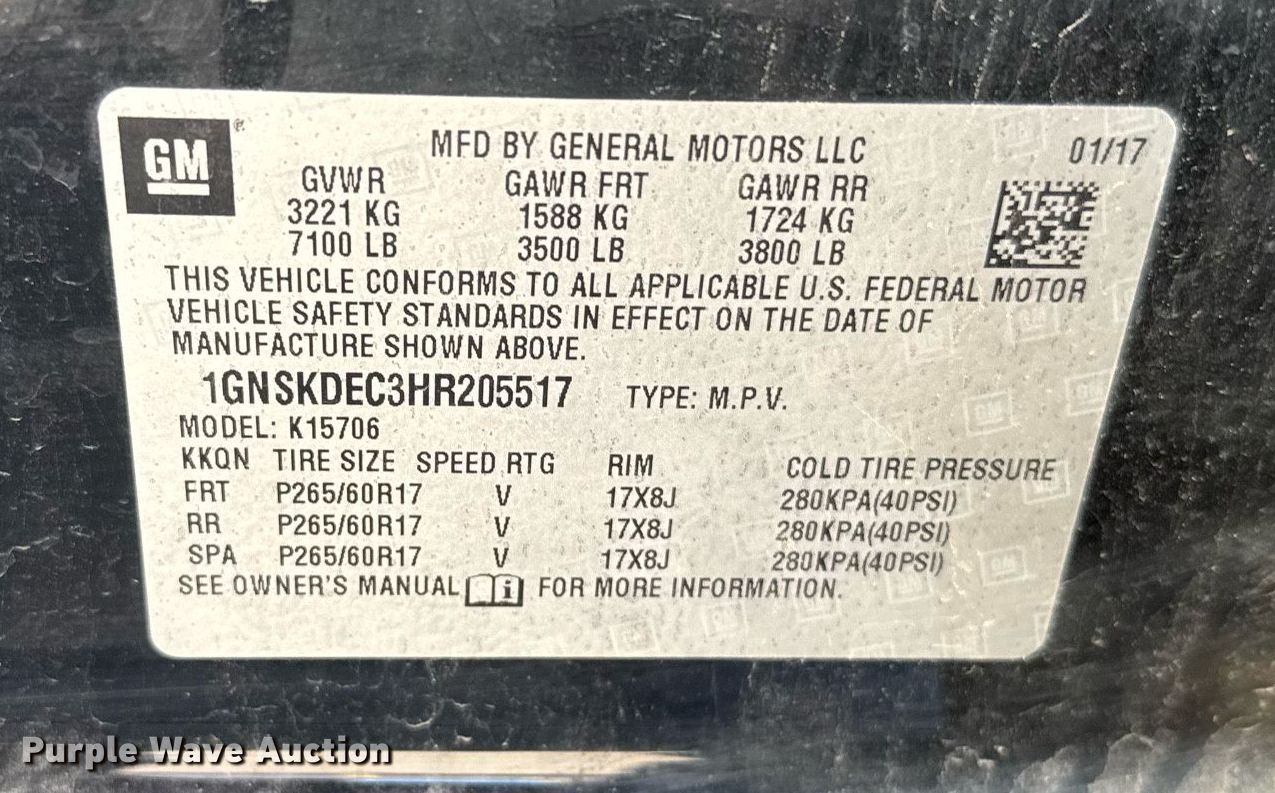 GM
MFD BY GENERAL MOTORS LLC 01/17
GVWR GAWR FRT GAWR RR
3221 KG 1588 KG 1724 KG
7100 LB 3500 LB 3800 LB
THIS VEHICLE CONFORMS TO ALL APPLICABLE U.S. FEDERAL MOTOR
VEHICLE SAFETY STANDARDS IN EFFECT ON THE DATE OF
MANUFACTURE SHOWN ABOVE.
1GNSKDEC3HR205517 TYPE: M.P.V.
MODEL: K15706
KKQN TIRE SIZE SPEED RTG RIM COLD TIRE PRESSURE
FRT P265/60R17 V 17X8J 280KPA(40PSI)
RR P265/60R17 V 17X8J 280KPA(40PSI)
SPA P265/60R17 V 17X8J 280KPA(40PSI)
SEE OWNER'S MANUAL i FOR MORE INFORMATION.
Purple Wave Auction